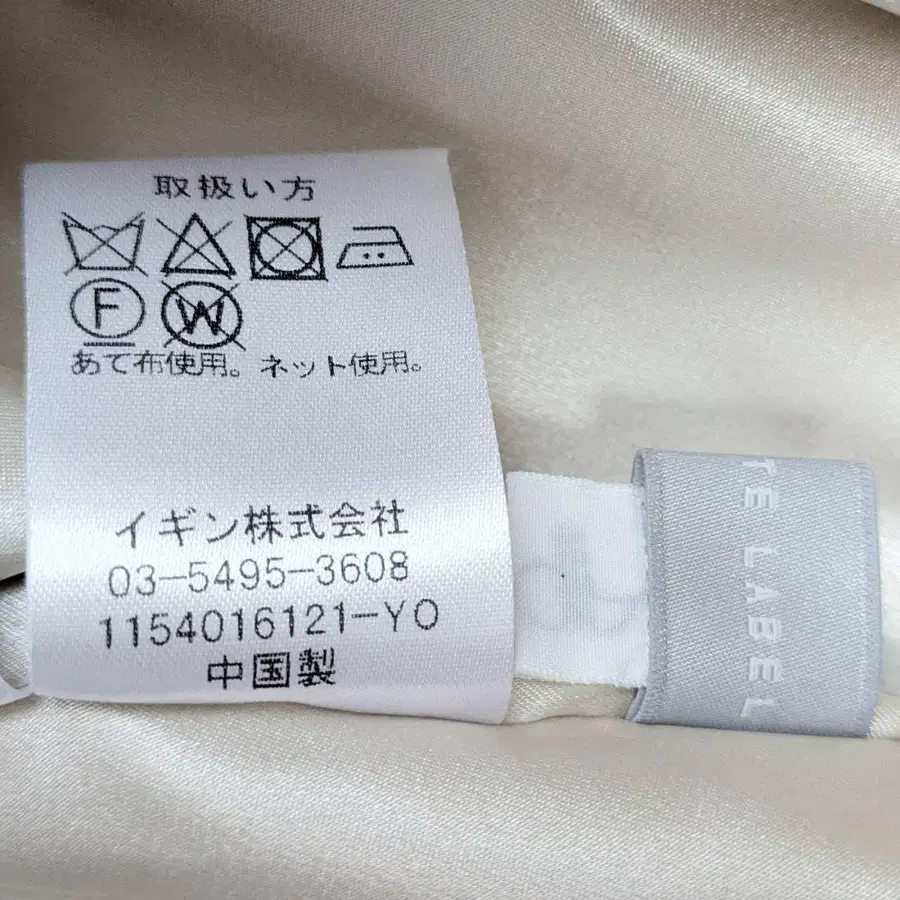 取扱い方
F W
あて布使用。ネット使用。
イギン株式会社
03-5495-3608
1154016121-YO
中国製
TE LABEL